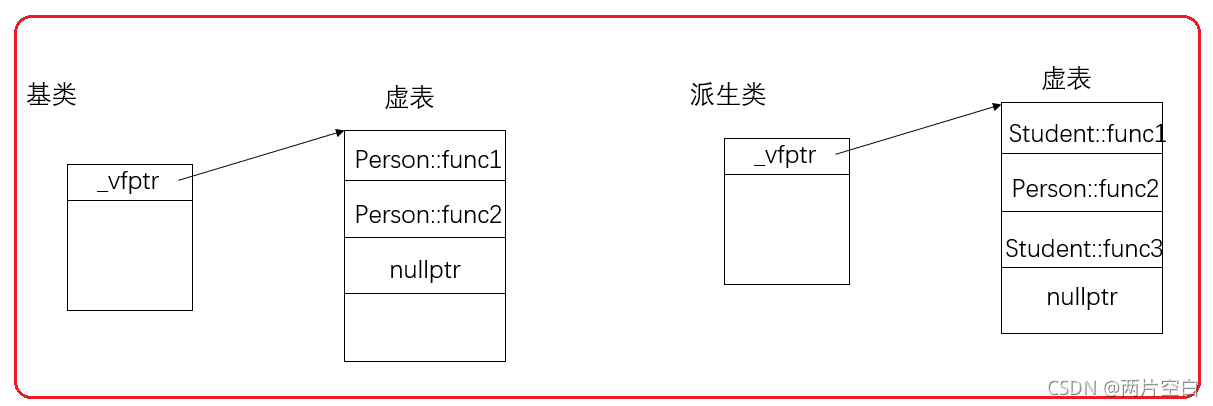 基类
虚表
_vfptr
Person::func1
Person::func2
nullptr
派生类
虚表
_vfptr
Student::func1
Person::func2
Student::func3
nullptr
CSDN @两片空白